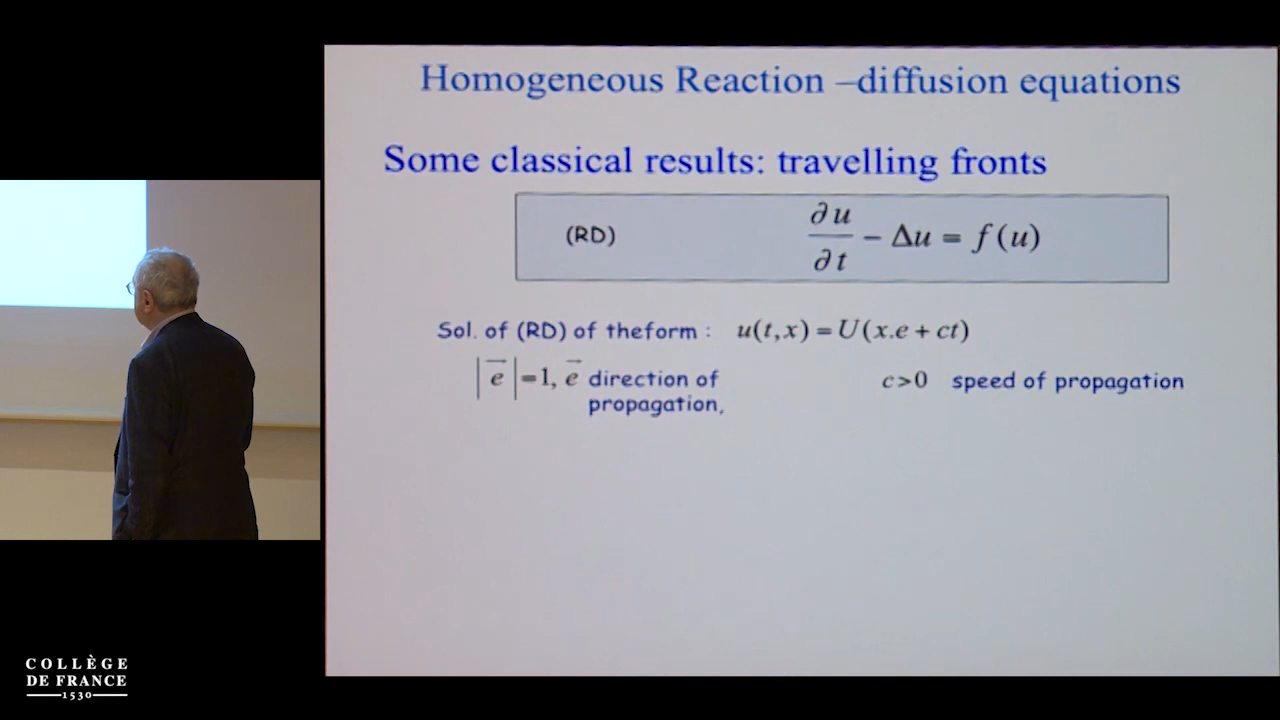 Homogeneous Reaction –diffusion equations
Some classical results: travelling fronts
(RD) ∂u/∂t − Δu = f(u)
Sol. of (RD) of theform : u(t,x) = U(x.e + ct)
|e⃗|=1, e⃗ direction of propagation,
c>0 speed of propagation
COLLÈGE
DE FRANCE
1530